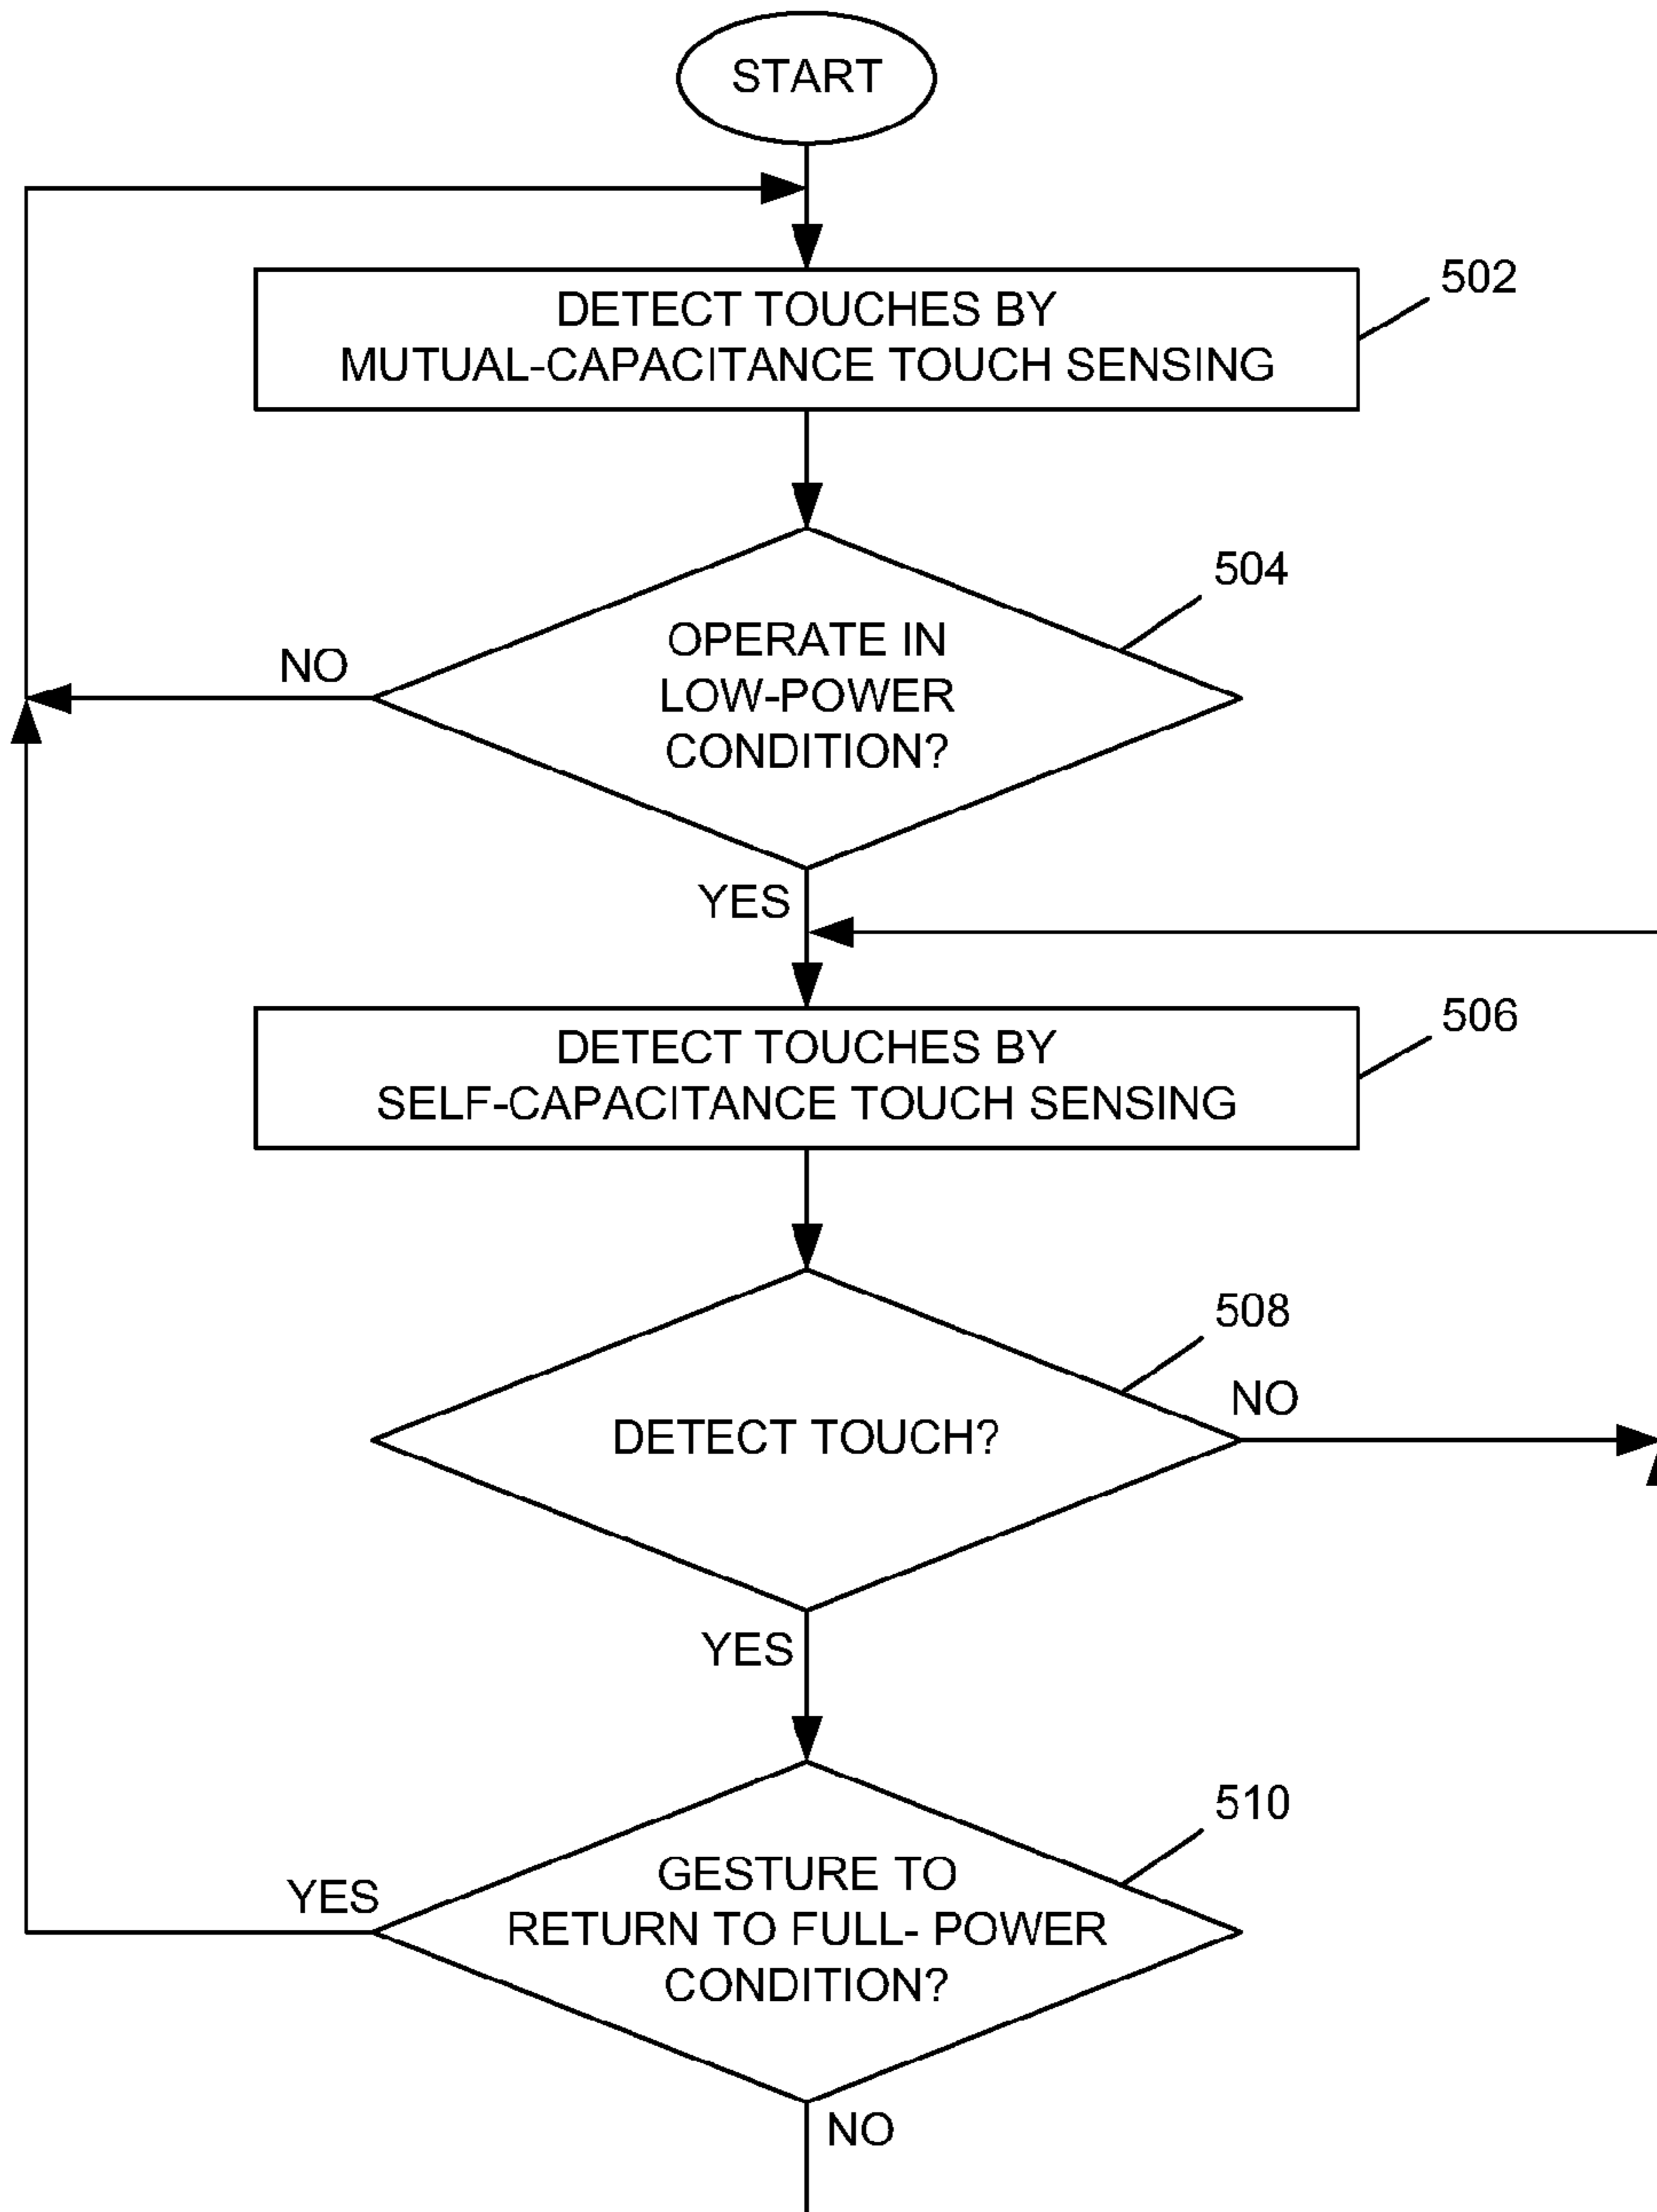 START
DETECT TOUCHES BY
MUTUAL-CAPACITANCE TOUCH SENSING
502
OPERATE IN
LOW-POWER
CONDITION?
504
NO
YES
DETECT TOUCHES BY
SELF-CAPACITANCE TOUCH SENSING
506
DETECT TOUCH?
508
NO
YES
GESTURE TO
RETURN TO FULL- POWER
CONDITION?
510
YES
NO